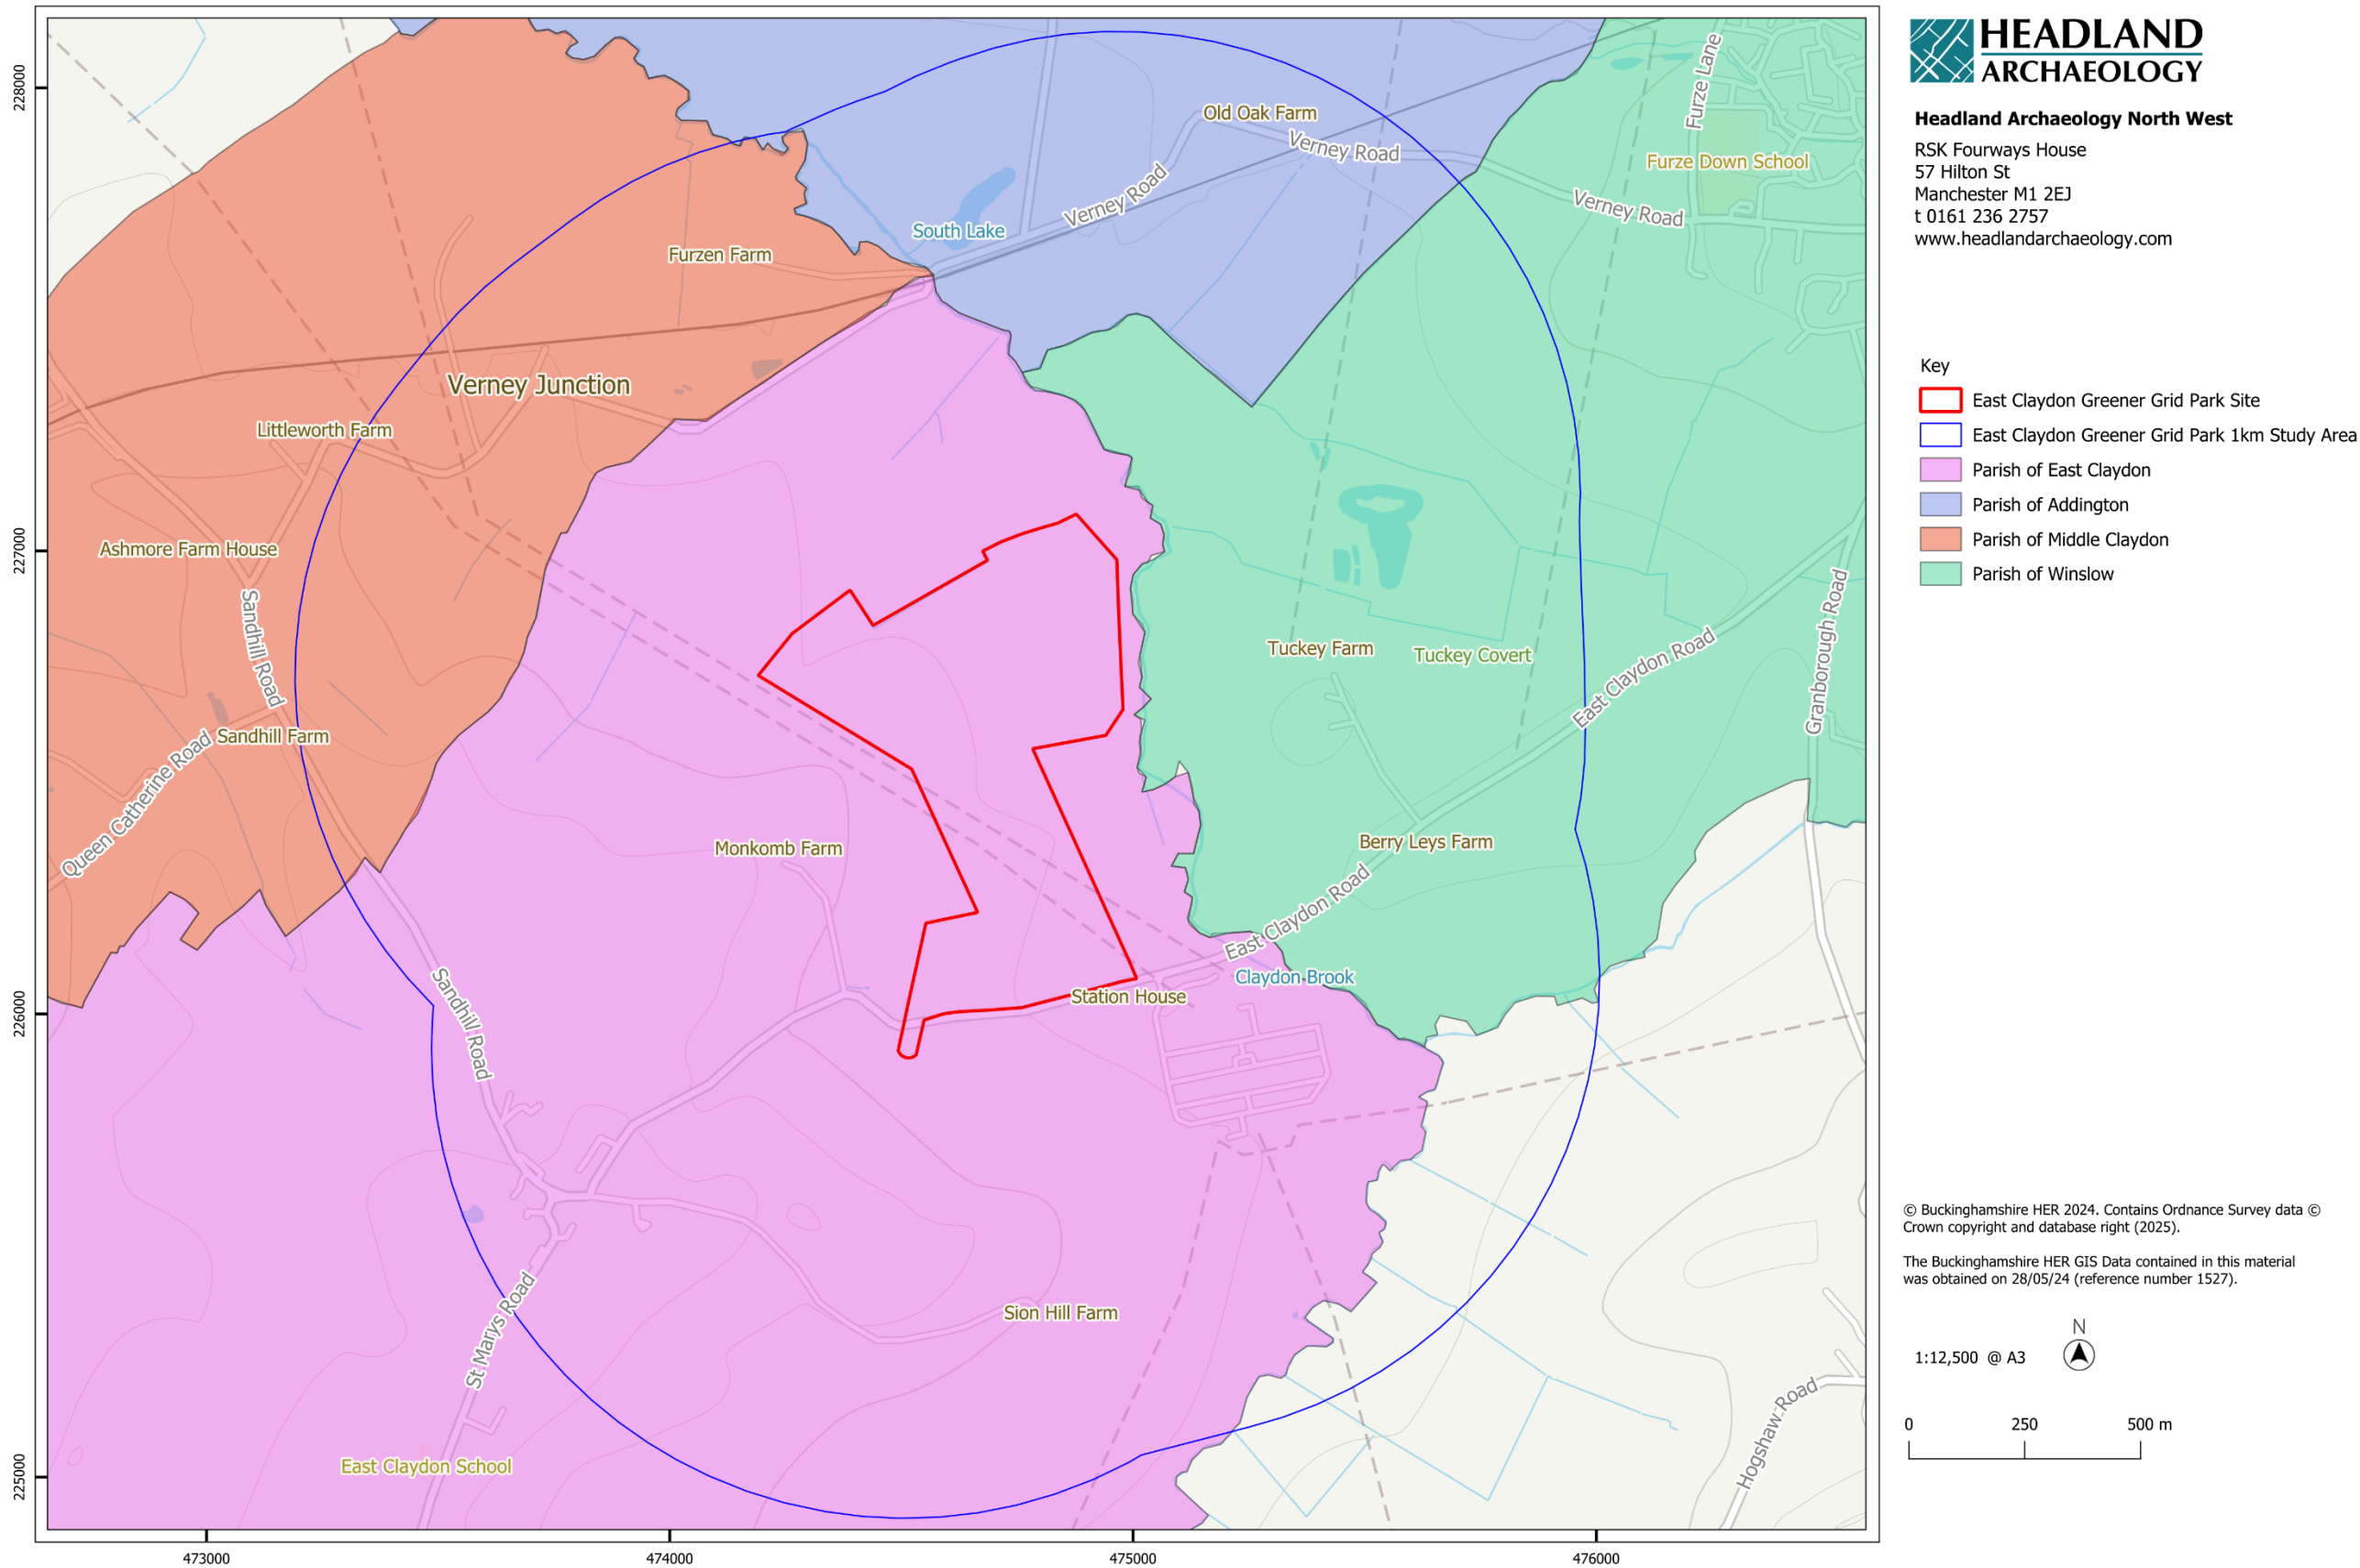 228000
227000
226000
225000
473000
474000
475000
476000
Old Oak Farm
Verney Road
Verney Road
Verney Road
Furze Lane
Furze Down School
South Lake
Furzen Farm
Verney Junction
Littleworth Farm
Ashmore Farm House
Sandhill Road
Sandhill Farm
Queen Catherine Road
Tuckey Farm
Tuckey Covert
East Claydon Road
Granborough Road
Monkomb Farm
Berry Leys Farm
East Claydon Road
Claydon Brook
Station House
Sandhill Road
St Marys Road
Sion Hill Farm
East Claydon School
Hogshaw Road
HEADLAND
ARCHAEOLOGY
Headland Archaeology North West
RSK Fourways House
57 Hilton St
Manchester M1 2EJ
t 0161 236 2757
www.headlandarchaeology.com
Key
East Claydon Greener Grid Park Site
East Claydon Greener Grid Park 1km Study Area
Parish of East Claydon
Parish of Addington
Parish of Middle Claydon
Parish of Winslow
© Buckinghamshire HER 2024. Contains Ordnance Survey data ©
Crown copyright and database right (2025).
The Buckinghamshire HER GIS Data contained in this material
was obtained on 28/05/24 (reference number 1527).
N
1:12,500 @ A3
0 250 500 m